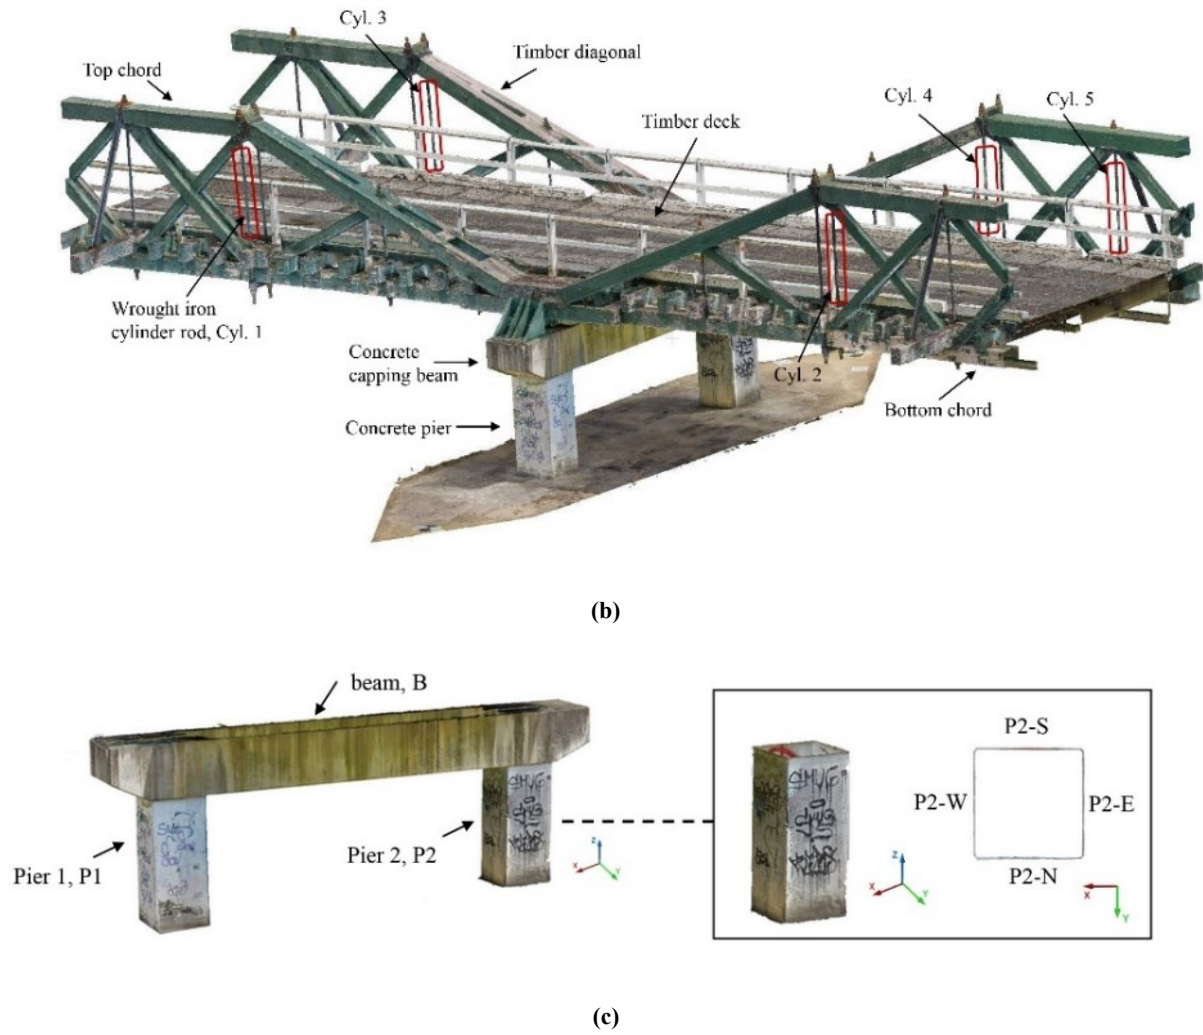 Cyl. 3
Timber diagonal
Top chord
Cyl. 4
Cyl. 5
Timber deck
Wrought iron
cylinder rod, Cyl. 1
Concrete
capping beam
Cyl. 2
Bottom chord
Concrete pier
(b)
beam, B
P2-S
P2-W
P2-E
Pier 2, P2
Pier 1, P1
P2-N
z
x
y
z
x
y
x
y
(c)